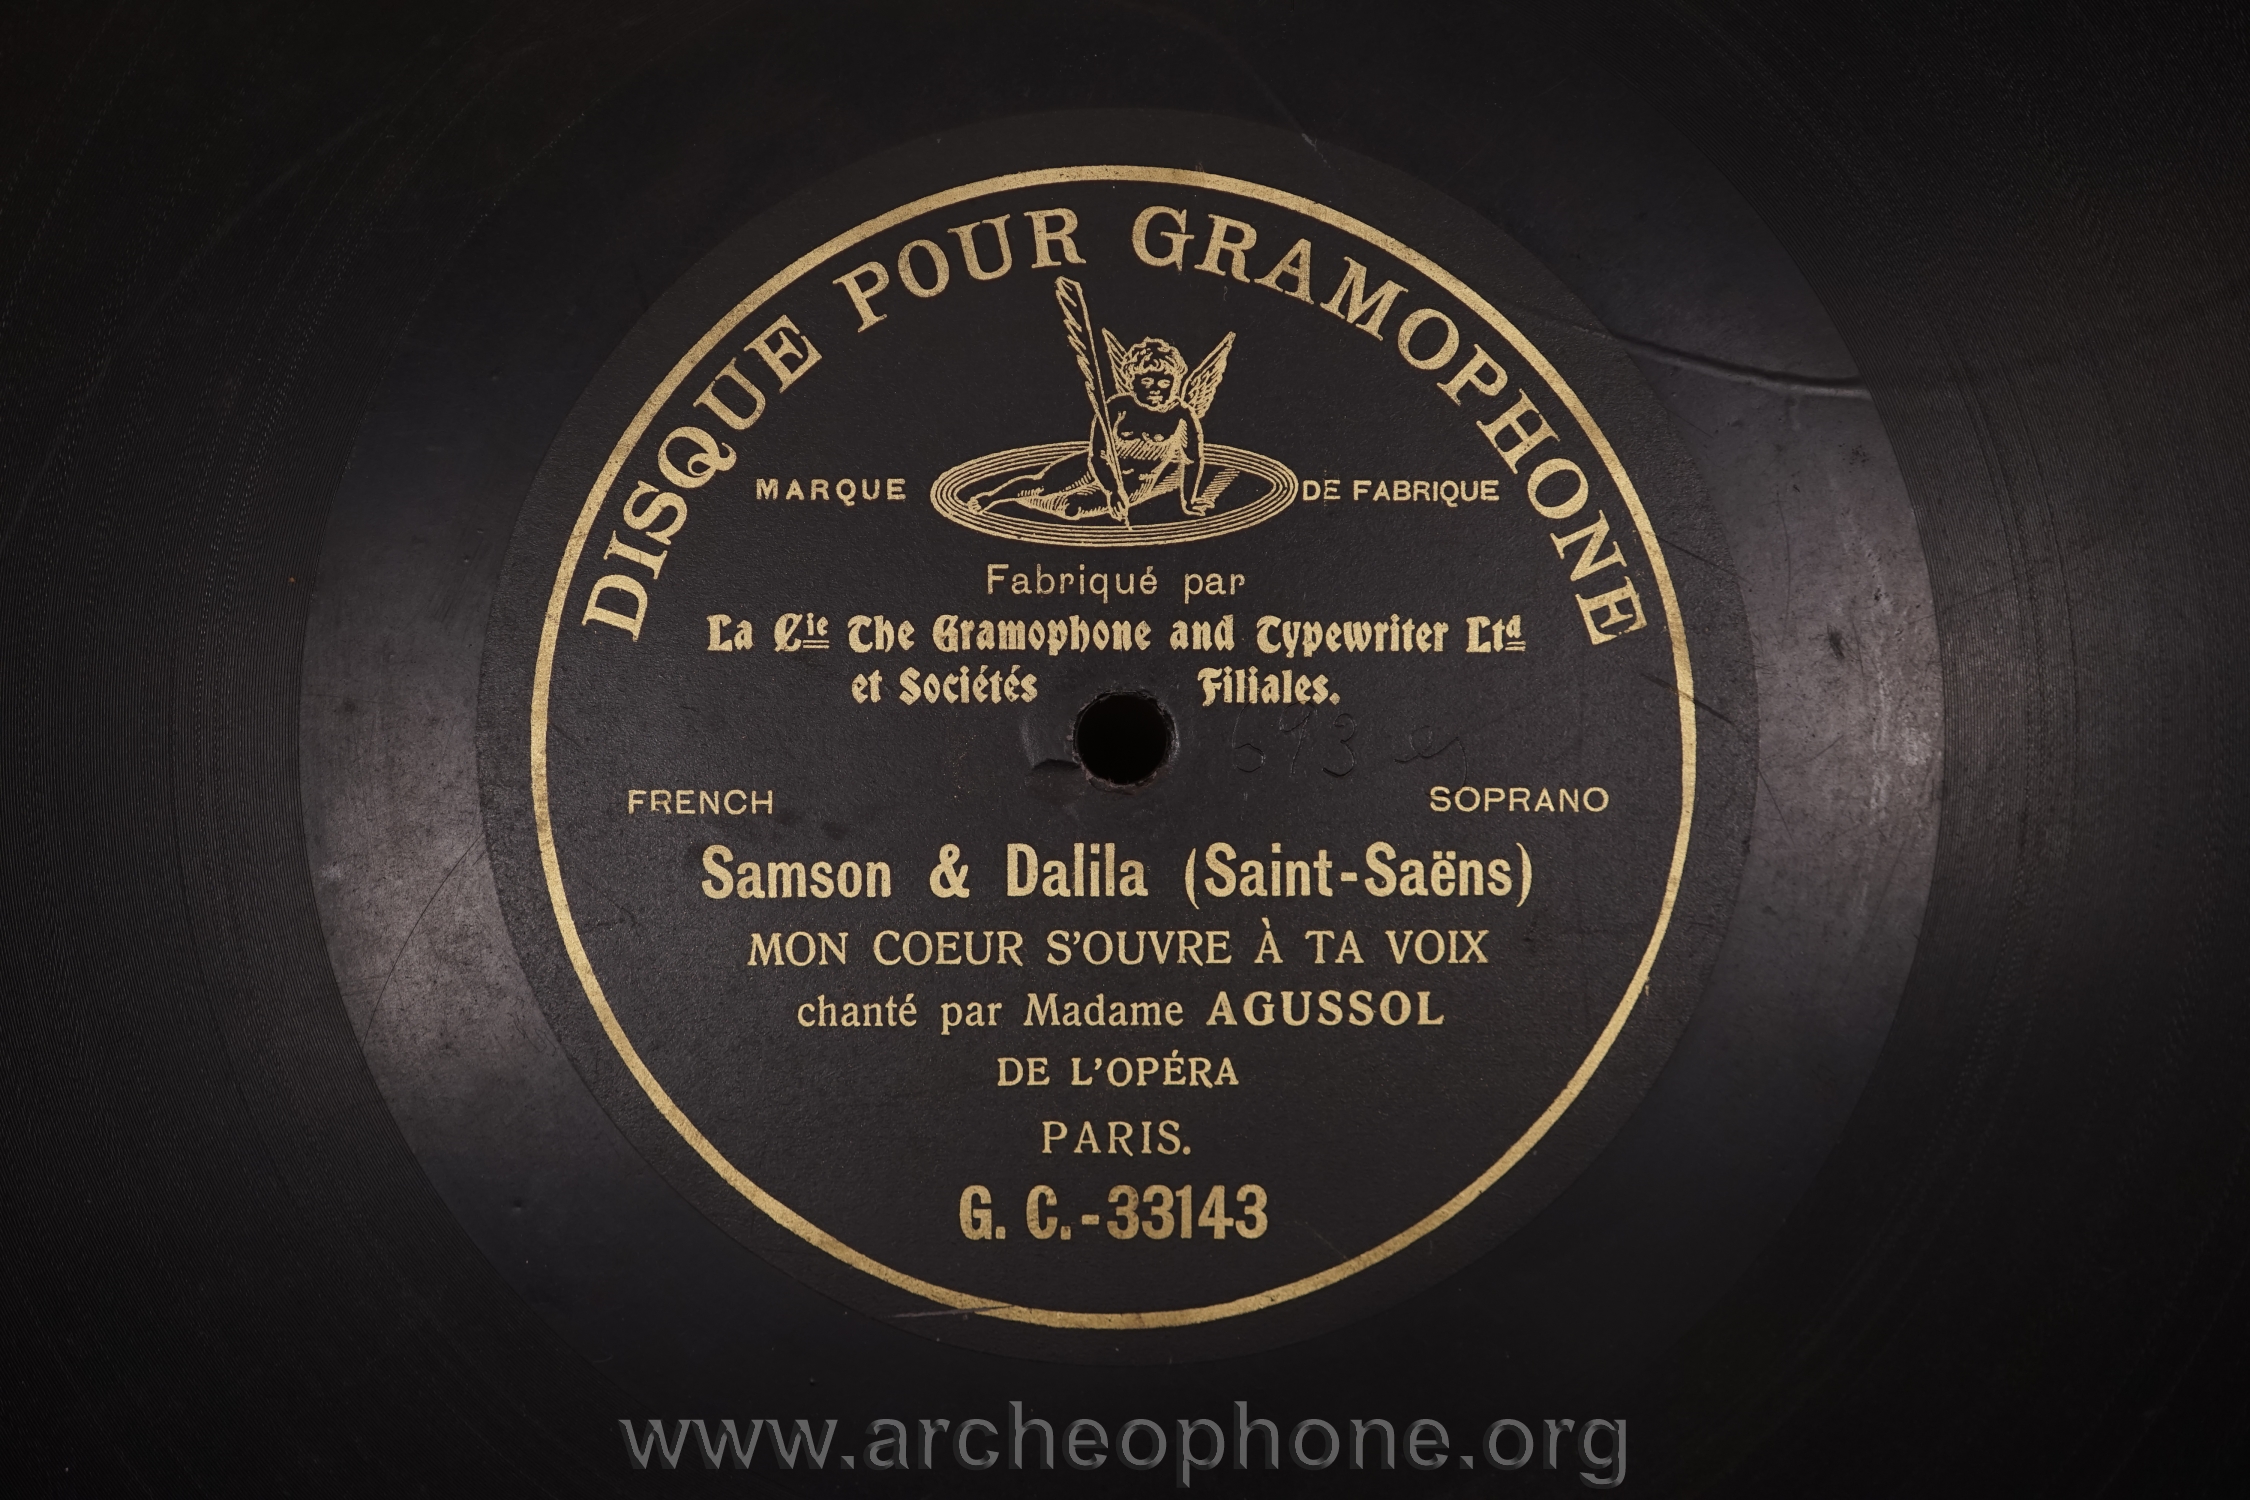 DISQUE POUR GRAMOPHONE
MARQUE DE FABRIQUE
Fabriqué par
La Cie The Gramophone and Typewriter Ltd
et Sociétés Filiales.
FRENCH SOPRANO
Samson & Dalila (Saint-Saëns)
MON COEUR S'OUVRE À TA VOIX
chanté par Madame AGUSSOL
DE L'OPÉRA
PARIS.
G. C.-33143
www.archeophone.org